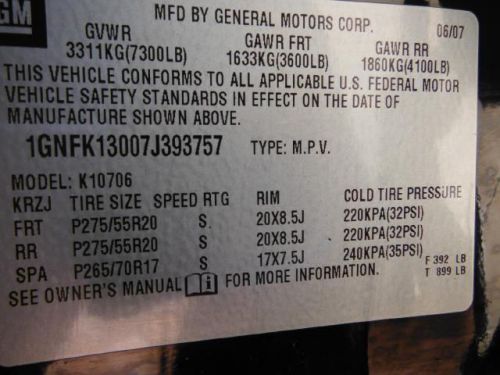 GM
MFD BY GENERAL MOTORS CORP. 06/07
GVWR GAWR FRT GAWR RR
3311KG(7300LB) 1633KG(3600LB) 1860KG(4100LB)
THIS VEHICLE CONFORMS TO ALL APPLICABLE U.S. FEDERAL MOTOR
VEHICLE SAFETY STANDARDS IN EFFECT ON THE DATE OF
MANUFACTURE SHOWN ABOVE.
1GNFK13007J393757 TYPE: M.P.V.
MODEL: K10706
KRZJ TIRE SIZE SPEED RTG RIM COLD TIRE PRESSURE
FRT P275/55R20 S 20X8.5J 220KPA(32PSI)
RR P275/55R20 S 20X8.5J 220KPA(32PSI)
SPA P265/70R17 S 17X7.5J 240KPA(35PSI) F 392 LB
T 899 LB
SEE OWNER'S MANUAL i FOR MORE INFORMATION.